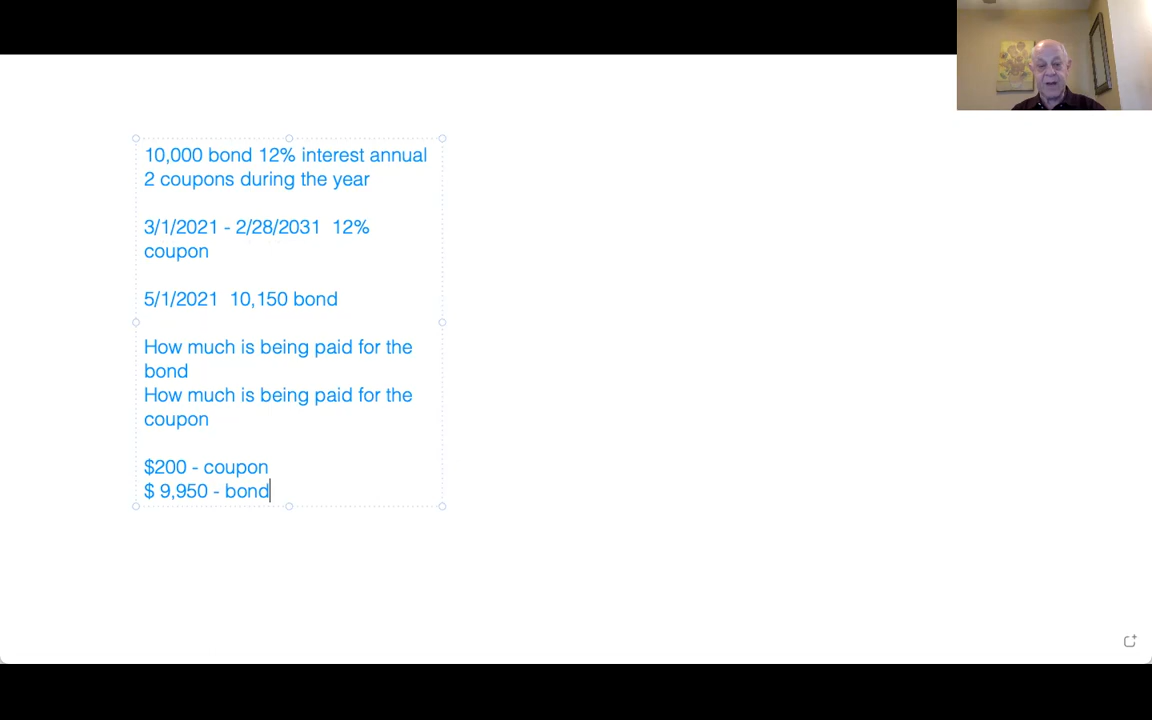 10,000 bond 12% interest annual
2 coupons during the year
3/1/2021 - 2/28/2031  12%
coupon
5/1/2021  10,150 bond
How much is being paid for the
bond
How much is being paid for the
coupon
$200 - coupon
$ 9,950 - bond